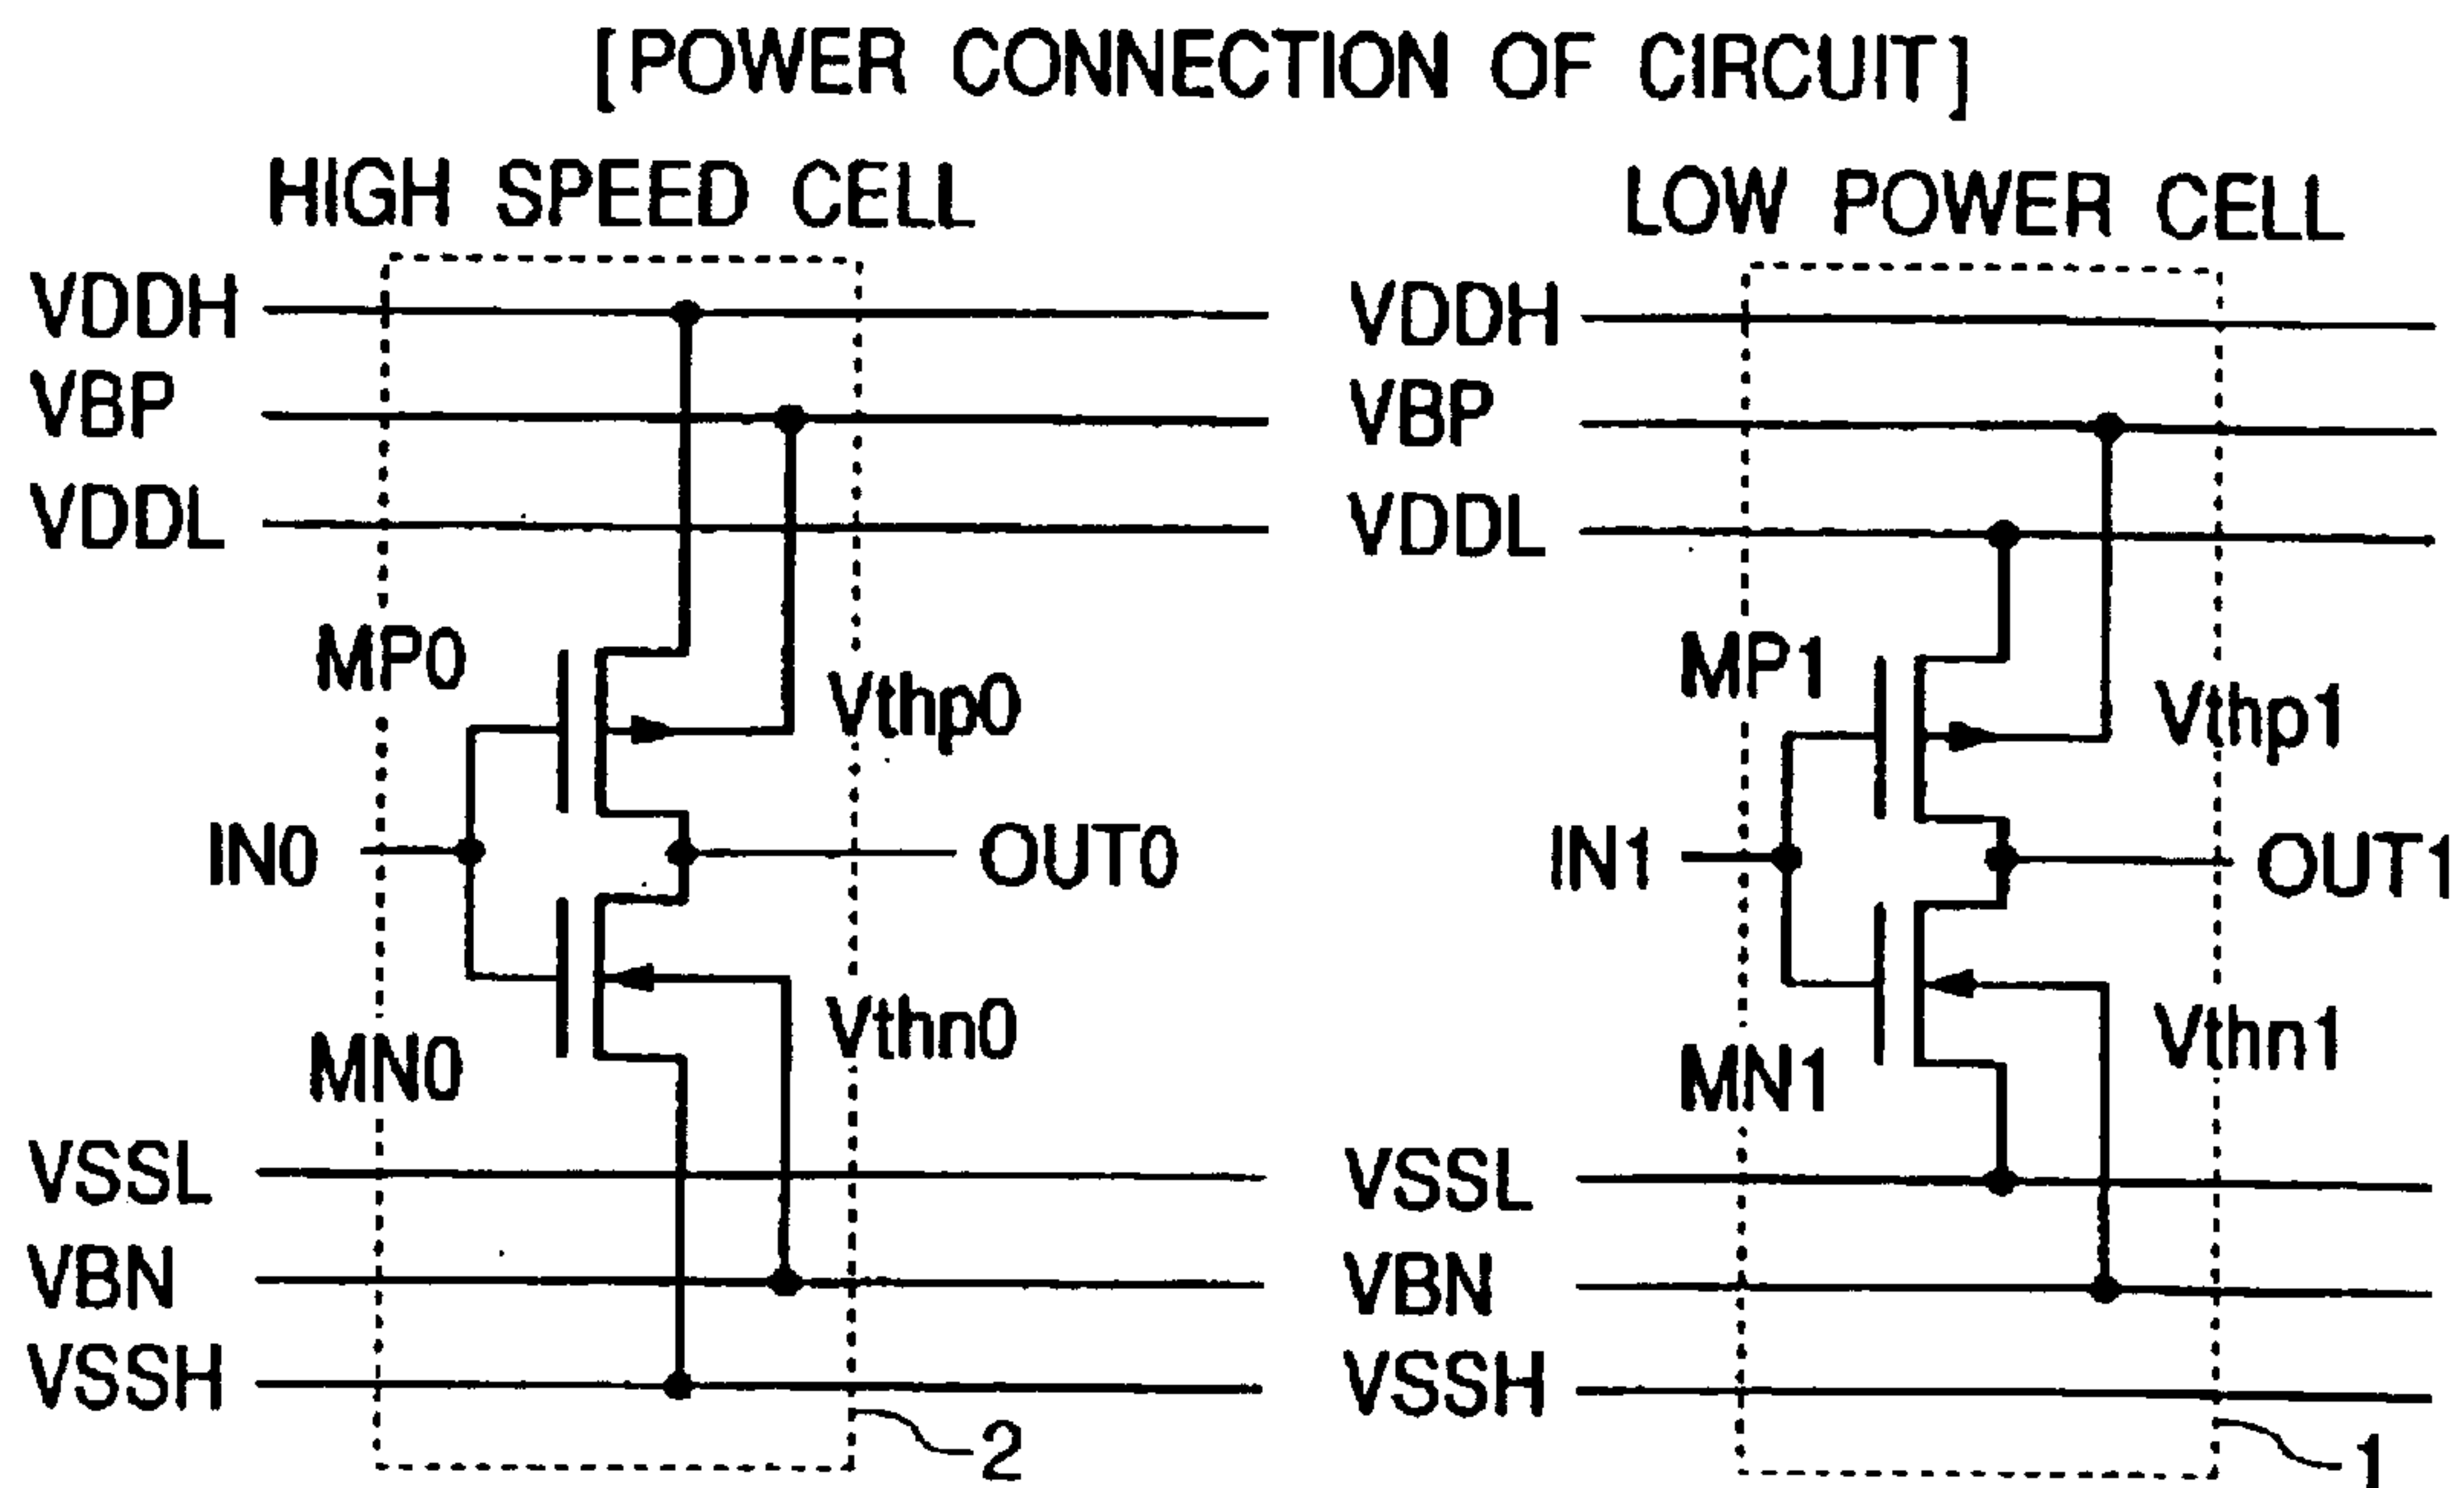 [POWER CONNECTION OF CIRCUIT]
HIGH SPEED CELL
VDDH
VBP
VDDL
MP0
Vthp0
IN0
OUT0
MN0
Vthn0
VSSL
VBN
VSSH
2
LOW POWER CELL
VDDH
VBP
VDDL
MP1
Vthp1
IN1
OUT1
MN1
Vthn1
VSSL
VBN
VSSH
1